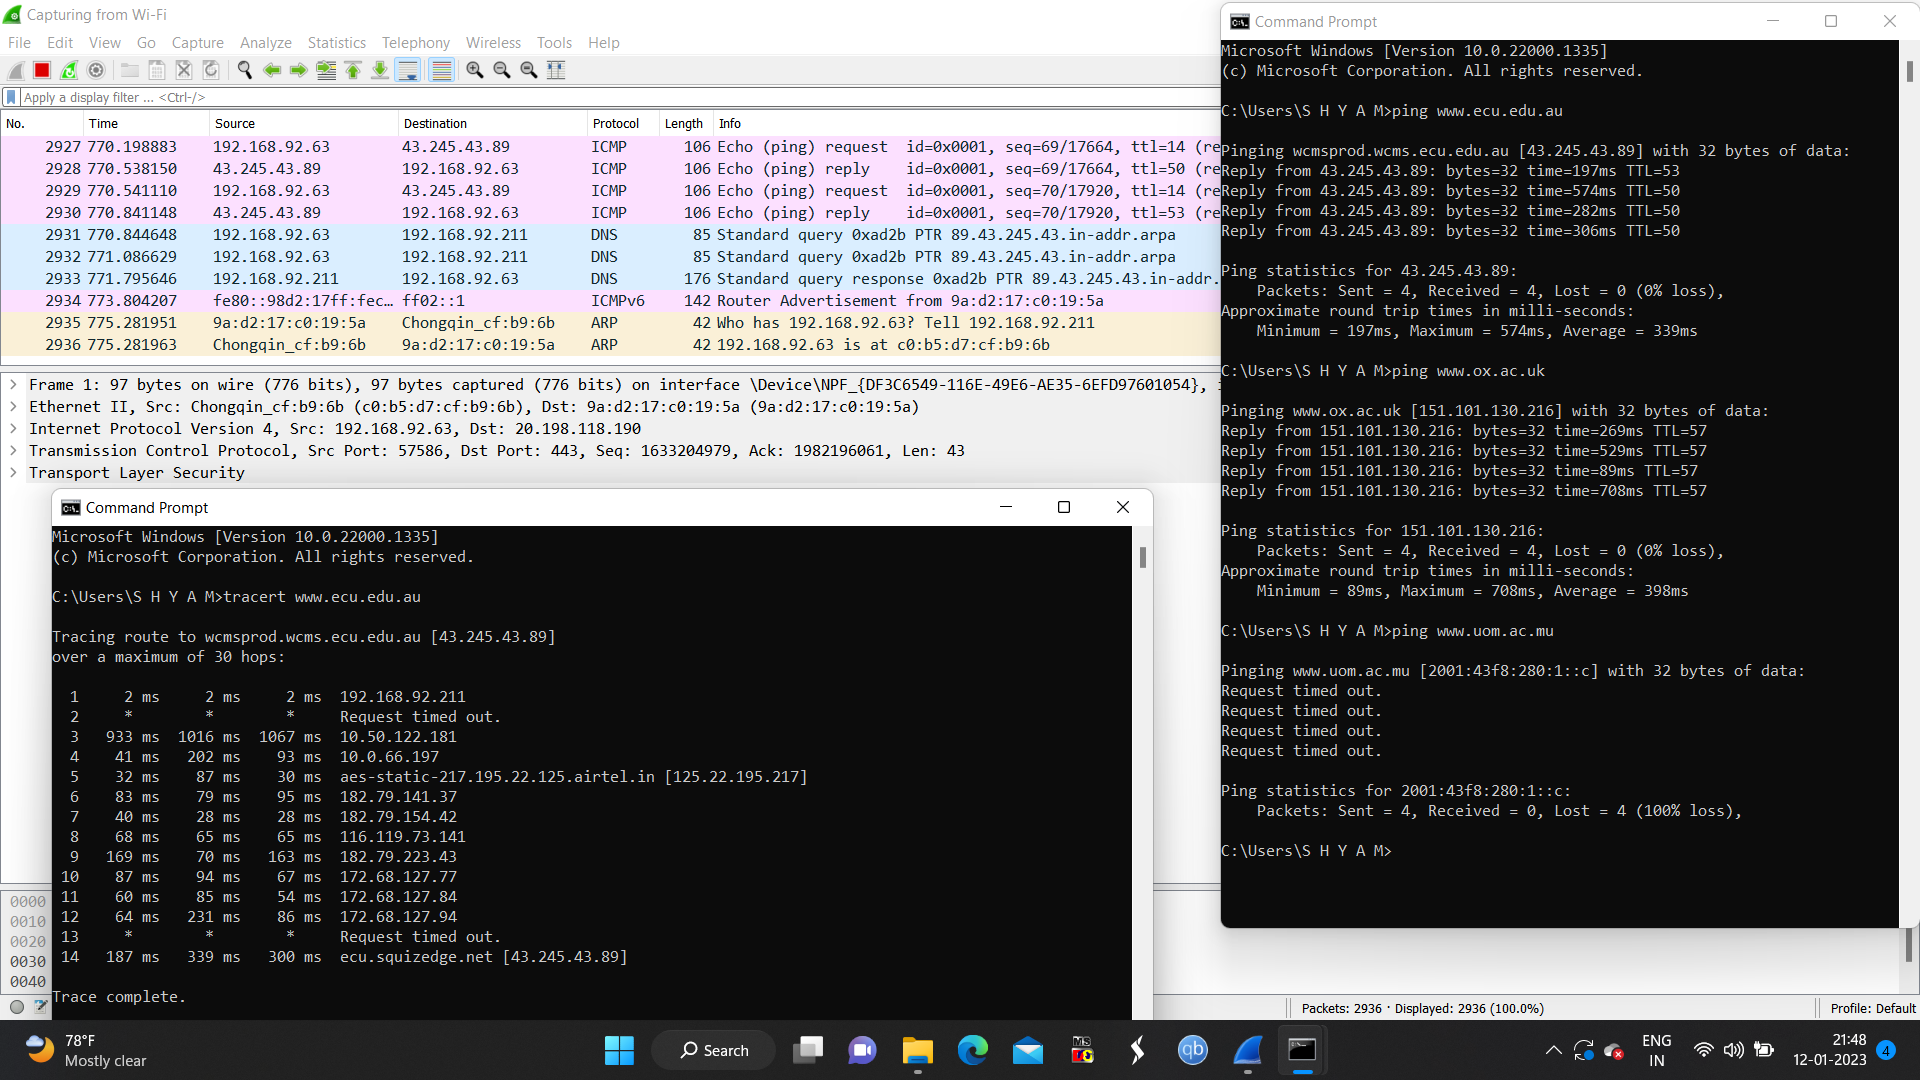 Capturing from Wi-Fi
File Edit View Go Capture Analyze Statistics Telephony Wireless Tools Help
Apply a display filter ... <Ctrl-/>
No. Time Source Destination Protocol Length Info
2927 770.198883 192.168.92.63 43.245.43.89 ICMP 106 Echo (ping) request id=0x0001, seq=69/17664, ttl=14 (re
2928 770.538150 43.245.43.89 192.168.92.63 ICMP 106 Echo (ping) reply id=0x0001, seq=69/17664, ttl=50 (re
2929 770.541110 192.168.92.63 43.245.43.89 ICMP 106 Echo (ping) request id=0x0001, seq=70/17920, ttl=14 (re
2930 770.841148 43.245.43.89 192.168.92.63 ICMP 106 Echo (ping) reply id=0x0001, seq=70/17920, ttl=53 (re
2931 770.844648 192.168.92.63 192.168.92.211 DNS 85 Standard query 0xad2b PTR 89.43.245.43.in-addr.arpa
2932 771.086629 192.168.92.63 192.168.92.211 DNS 85 Standard query 0xad2b PTR 89.43.245.43.in-addr.arpa
2933 771.795646 192.168.92.211 192.168.92.63 DNS 176 Standard query response 0xad2b PTR 89.43.245.43.in-addr.
2934 773.804207 fe80::98d2:17ff:fec... ff02::1 ICMPv6 142 Router Advertisement from 9a:d2:17:c0:19:5a
2935 775.281951 9a:d2:17:c0:19:5a Chongqin_cf:b9:6b ARP 42 Who has 192.168.92.63? Tell 192.168.92.211
2936 775.281963 Chongqin_cf:b9:6b 9a:d2:17:c0:19:5a ARP 42 192.168.92.63 is at c0:b5:d7:cf:b9:6b
Frame 1: 97 bytes on wire (776 bits), 97 bytes captured (776 bits) on interface \Device\NPF_{DF3C6549-116E-49E6-AE35-6EFD97601054},
Ethernet II, Src: Chongqin_cf:b9:6b (c0:b5:d7:cf:b9:6b), Dst: 9a:d2:17:c0:19:5a (9a:d2:17:c0:19:5a)
Internet Protocol Version 4, Src: 192.168.92.63, Dst: 20.198.118.190
Transmission Control Protocol, Src Port: 57586, Dst Port: 443, Seq: 1633204979, Ack: 1982196061, Len: 43
Transport Layer Security
0000
0010
0020
0030
0040
Command Prompt
Microsoft Windows [Version 10.0.22000.1335]
(c) Microsoft Corporation. All rights reserved.
C:\Users\S H Y A M>tracert www.ecu.edu.au
Tracing route to wcmsprod.wcms.ecu.edu.au [43.245.43.89]
over a maximum of 30 hops:
1 2 ms 2 ms 2 ms 192.168.92.211
2 * * * Request timed out.
3 933 ms 1016 ms 1067 ms 10.50.122.181
4 41 ms 202 ms 93 ms 10.0.66.197
5 32 ms 87 ms 30 ms aes-static-217.195.22.125.airtel.in [125.22.195.217]
6 83 ms 79 ms 95 ms 182.79.141.37
7 40 ms 28 ms 28 ms 182.79.154.42
8 68 ms 65 ms 65 ms 116.119.73.141
9 169 ms 70 ms 163 ms 182.79.223.43
10 87 ms 94 ms 67 ms 172.68.127.77
11 60 ms 85 ms 54 ms 172.68.127.84
12 64 ms 231 ms 86 ms 172.68.127.94
13 * * * Request timed out.
14 187 ms 339 ms 300 ms ecu.squizedge.net [43.245.43.89]
Trace complete.
Command Prompt
Microsoft Windows [Version 10.0.22000.1335]
(c) Microsoft Corporation. All rights reserved.
C:\Users\S H Y A M>ping www.ecu.edu.au
Pinging wcmsprod.wcms.ecu.edu.au [43.245.43.89] with 32 bytes of data:
Reply from 43.245.43.89: bytes=32 time=197ms TTL=53
Reply from 43.245.43.89: bytes=32 time=574ms TTL=50
Reply from 43.245.43.89: bytes=32 time=282ms TTL=50
Reply from 43.245.43.89: bytes=32 time=306ms TTL=50
Ping statistics for 43.245.43.89:
Packets: Sent = 4, Received = 4, Lost = 0 (0% loss),
Approximate round trip times in milli-seconds:
Minimum = 197ms, Maximum = 574ms, Average = 339ms
C:\Users\S H Y A M>ping www.ox.ac.uk
Pinging www.ox.ac.uk [151.101.130.216] with 32 bytes of data:
Reply from 151.101.130.216: bytes=32 time=269ms TTL=57
Reply from 151.101.130.216: bytes=32 time=529ms TTL=57
Reply from 151.101.130.216: bytes=32 time=89ms TTL=57
Reply from 151.101.130.216: bytes=32 time=708ms TTL=57
Ping statistics for 151.101.130.216:
Packets: Sent = 4, Received = 4, Lost = 0 (0% loss),
Approximate round trip times in milli-seconds:
Minimum = 89ms, Maximum = 708ms, Average = 398ms
C:\Users\S H Y A M>ping www.uom.ac.mu
Pinging www.uom.ac.mu [2001:43f8:280:1::c] with 32 bytes of data:
Request timed out.
Request timed out.
Request timed out.
Request timed out.
Ping statistics for 2001:43f8:280:1::c:
Packets: Sent = 4, Received = 0, Lost = 4 (100% loss),
C:\Users\S H Y A M>
Packets: 2936 · Displayed: 2936 (100.0%) Profile: Default
78°F
Mostly clear
Search
qb
ENG
IN
21:48
12-01-2023
4